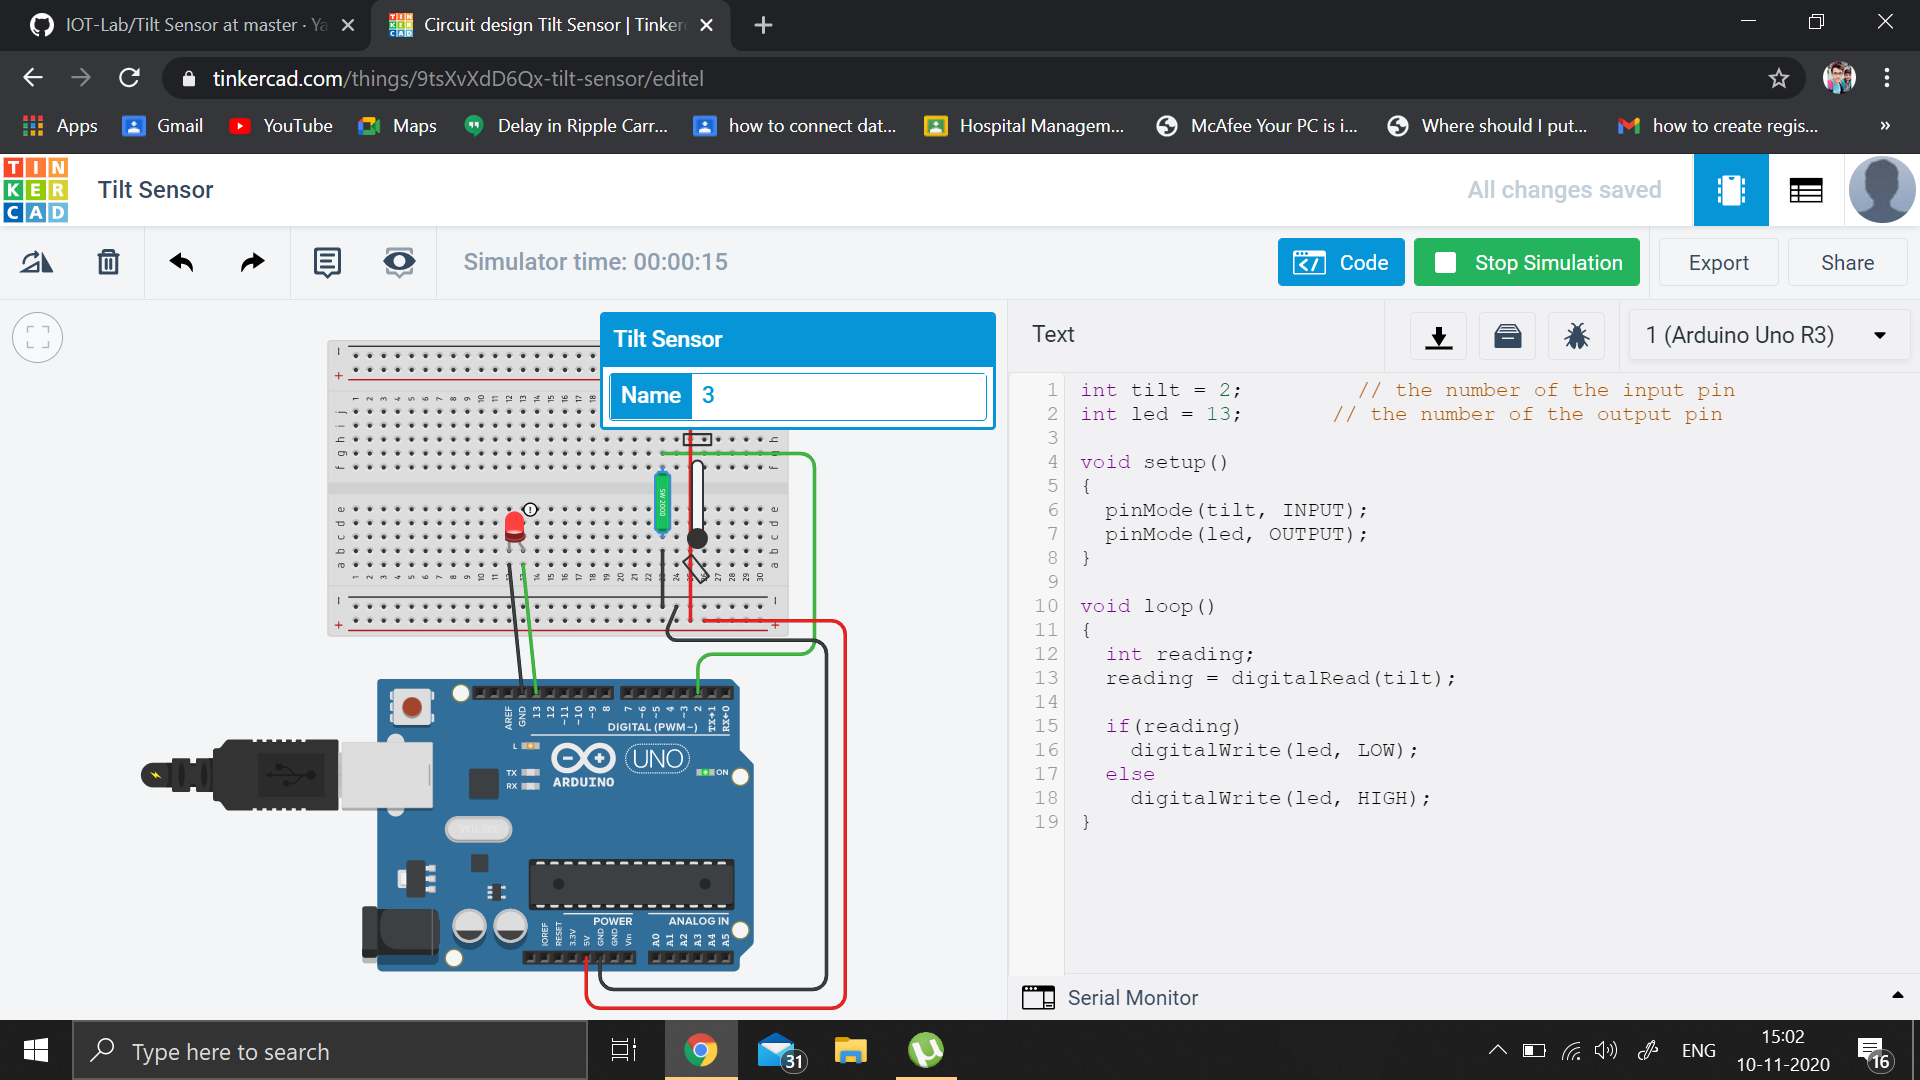 IOT-Lab/Tilt Sensor at master · Ya
Circuit design Tilt Sensor | Tinker
tinkercad.com/things/9tsXvXdD6Qx-tilt-sensor/editel
Apps
Gmail
YouTube
Maps
Delay in Ripple Carr...
how to connect dat...
Hospital Managem...
McAfee Your PC is i...
Where should I put...
how to create regis...
»
TIN
KER
CAD
Tilt Sensor
All changes saved
Simulator time: 00:00:15
Code
Stop Simulation
Export
Share
Tilt Sensor
Name 3
Text
1 (Arduino Uno R3)
1 int tilt = 2; // the number of the input pin
2 int led = 13; // the number of the output pin
3
4 void setup()
5 {
6 pinMode(tilt, INPUT);
7 pinMode(led, OUTPUT);
8 }
9
10 void loop()
11 {
12 int reading;
13 reading = digitalRead(tilt);
14
15 if(reading)
16 digitalWrite(led, LOW);
17 else
18 digitalWrite(led, HIGH);
19 }
SW 200D
AREF GND 13 12 ~11 ~10 ~9 8 7 ~6 ~5 4 ~3 2 TX→1 RX←0
DIGITAL (PWM~)
L
TX
RX
ARDUINO
UNO
ON
POWER
ANALOG IN
IOREF RESET 3.3V 5V GND GND Vin A0 A1 A2 A3 A4 A5
Serial Monitor
Type here to search
31
ENG
15:02
10-11-2020
16